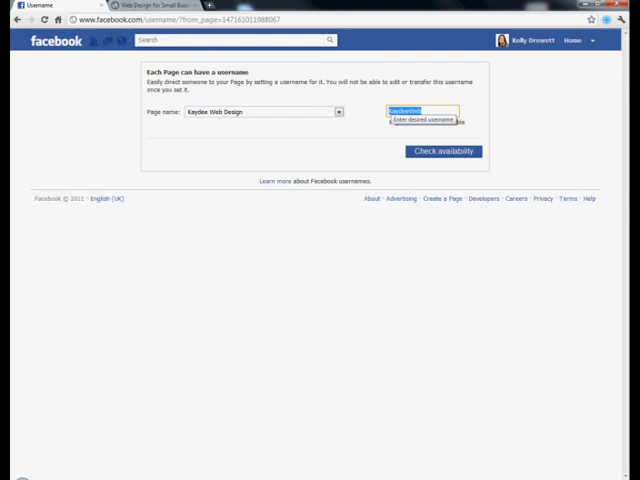 Username
Web Design for Small Busin
www.facebook.com/username/?from_page=147161011988067
facebook
Search
Kelly Drewett
Home
Each Page can have a username
Easily direct someone to your Page by setting a username for it. You will not be able to edit or transfer this username
once you set it.
Page name:
Kaydee Web Design
KaydeeWeb
Enter desired username
Check availability
Learn more about Facebook usernames.
Facebook © 2011 · English (UK)
About · Advertising · Create a Page · Developers · Careers · Privacy · Terms · Help